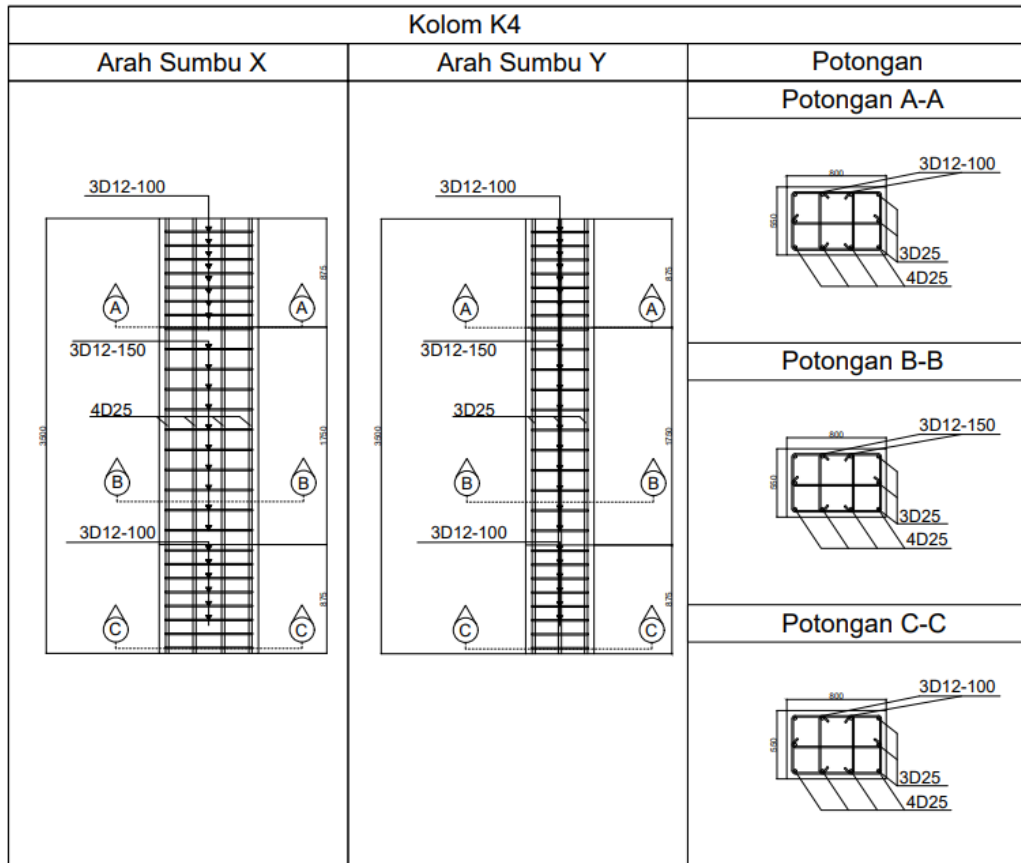 Kolom K4
Arah Sumbu X
Arah Sumbu Y
Potongan
Potongan A-A
3D12-100
800
550
3D25
4D25
Potongan B-B
3D12-150
800
550
3D25
4D25
Potongan C-C
3D12-100
800
550
3D25
4D25
3D12-100
875
A
A
3D12-150
4D25
3500
1750
B
B
3D12-100
875
C
C
3D12-100
875
A
A
3D12-150
3D25
3500
1750
B
B
3D12-100
875
C
C